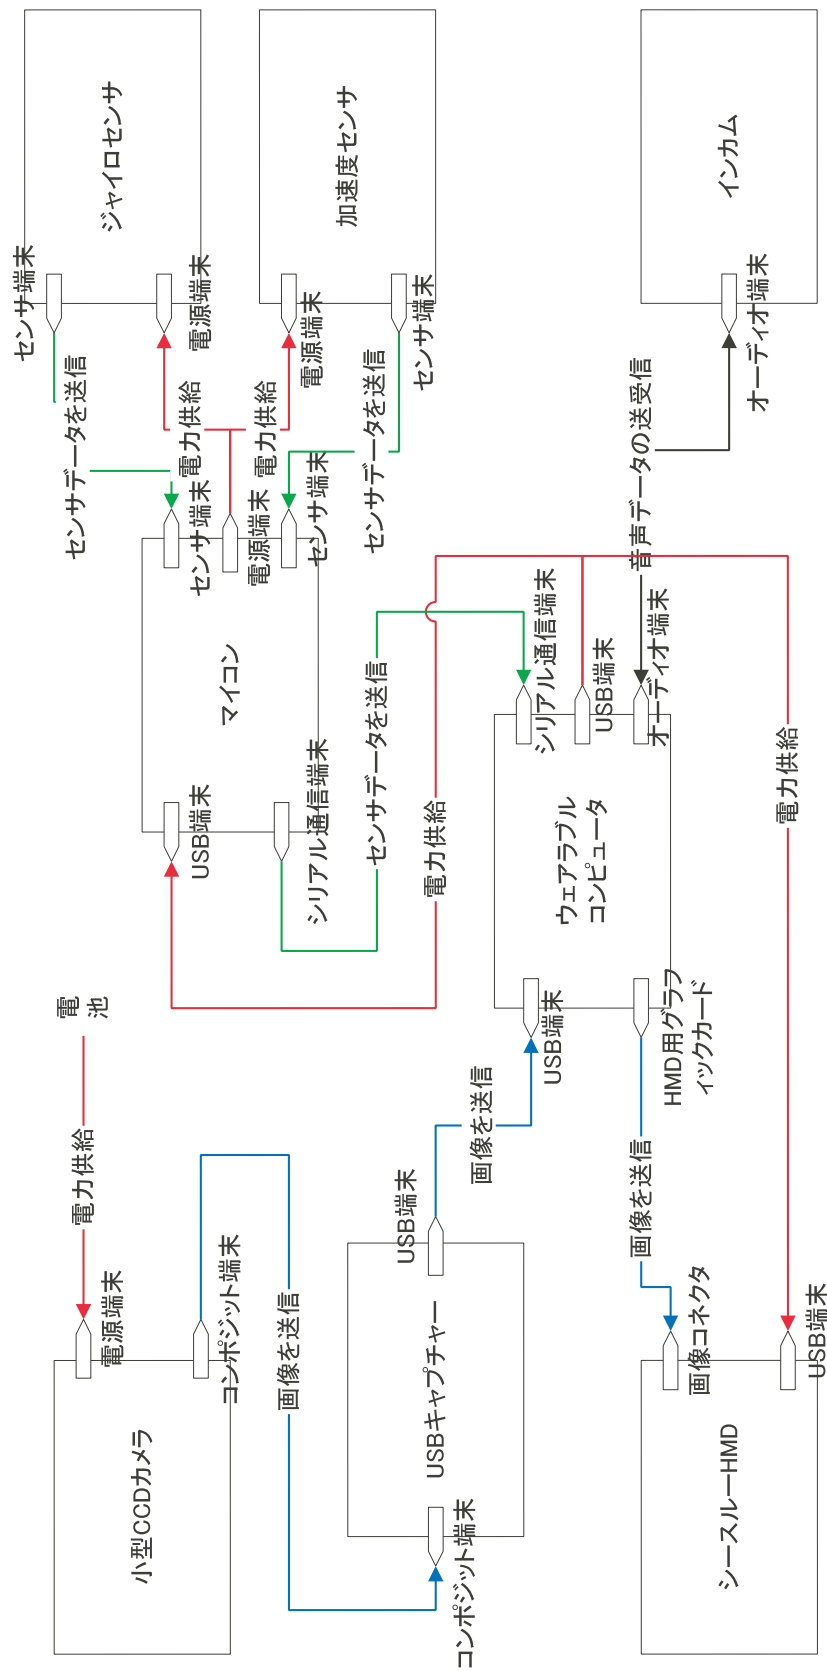 小型CCDカメラ
電源端末
コンポジット端末
電力供給
電
池
画像を送信
USBキャプチャー
コンポジット端末
USB端末
画像を送信
シースルーHMD
画像コネクタ
USB端末
画像を送信
電力供給
ウェアラブル
コンピュータ
USB端末
HMD用グラフ
ィックカード
シリアル通信端末
USB端末
オーディオ端末
マイコン
USB端末
シリアル通信端末
センサ端末
電源端末
センサ端末
電力供給
センサデータを送信
音声データの送受信
センサデータを送信
電力供給
電力供給
センサデータを送信
ジャイロセンサ
センサ端末
電源端末
加速度センサ
電源端末
センサ端末
インカム
オーディオ端末